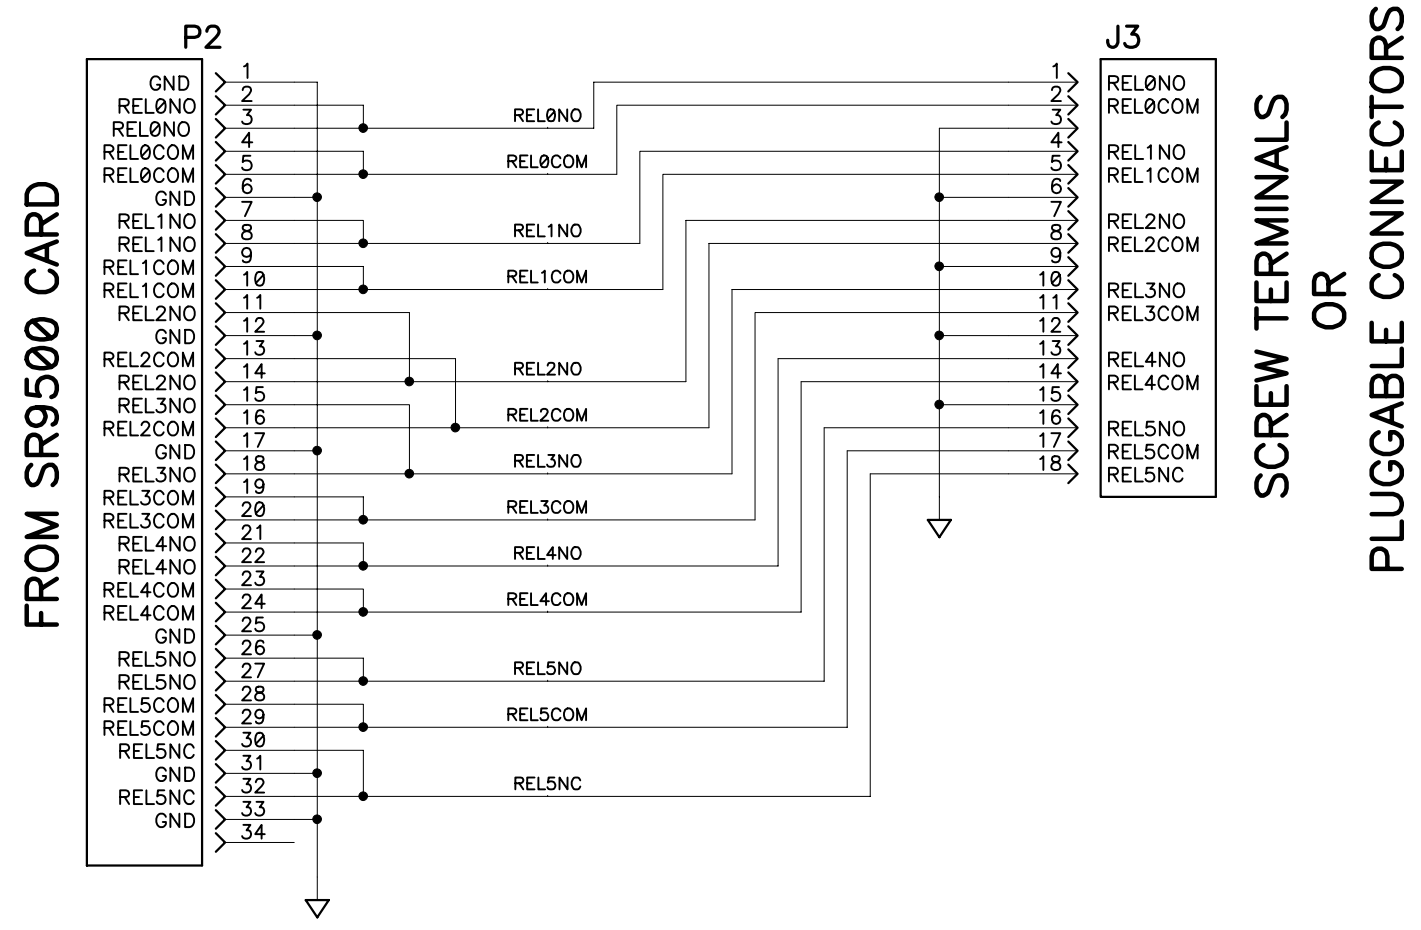 P2
FROM SR9500 CARD
GND 1
REL0NO 2
REL0NO 3
REL0COM 4
REL0COM 5
GND 6
REL1NO 7
REL1NO 8
REL1COM 9
REL1COM 10
REL2NO 11
GND 12
REL2COM 13
REL2NO 14
REL3NO 15
REL2COM 16
GND 17
REL3NO 18
REL3COM 19
REL3COM 20
REL4NO 21
REL4NO 22
REL4COM 23
REL4COM 24
GND 25
REL5NO 26
REL5NO 27
REL5COM 28
REL5COM 29
REL5NC 30
GND 31
REL5NC 32
GND 33
34
REL0NO
REL0COM
REL1NO
REL1COM
REL2NO
REL2COM
REL3NO
REL3COM
REL4NO
REL4COM
REL5NO
REL5COM
REL5NC
J3
1 REL0NO
2 REL0COM
3
4 REL1NO
5 REL1COM
6
7 REL2NO
8 REL2COM
9
10 REL3NO
11 REL3COM
12
13 REL4NO
14 REL4COM
15
16 REL5NO
17 REL5COM
18 REL5NC
SCREW TERMINALS
OR
PLUGGABLE CONNECTORS